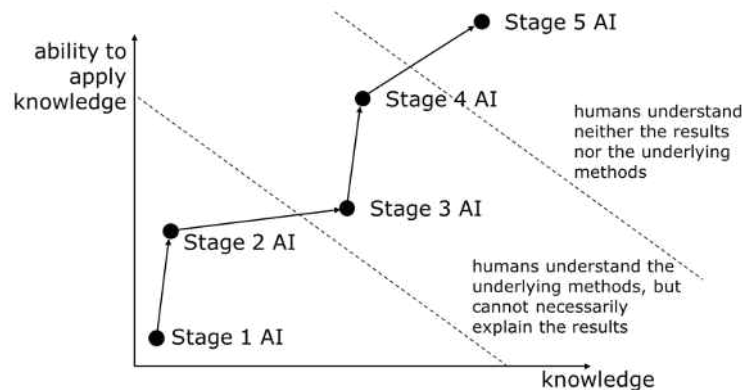 Stage 5 AI
ability to
apply
knowledge
Stage 4 AI
humans understand
neither the results
nor the underlying
methods
Stage 3 AI
Stage 2 AI
humans understand the
underlying methods, but
cannot necessarily
explain the results
Stage 1 AI
knowledge